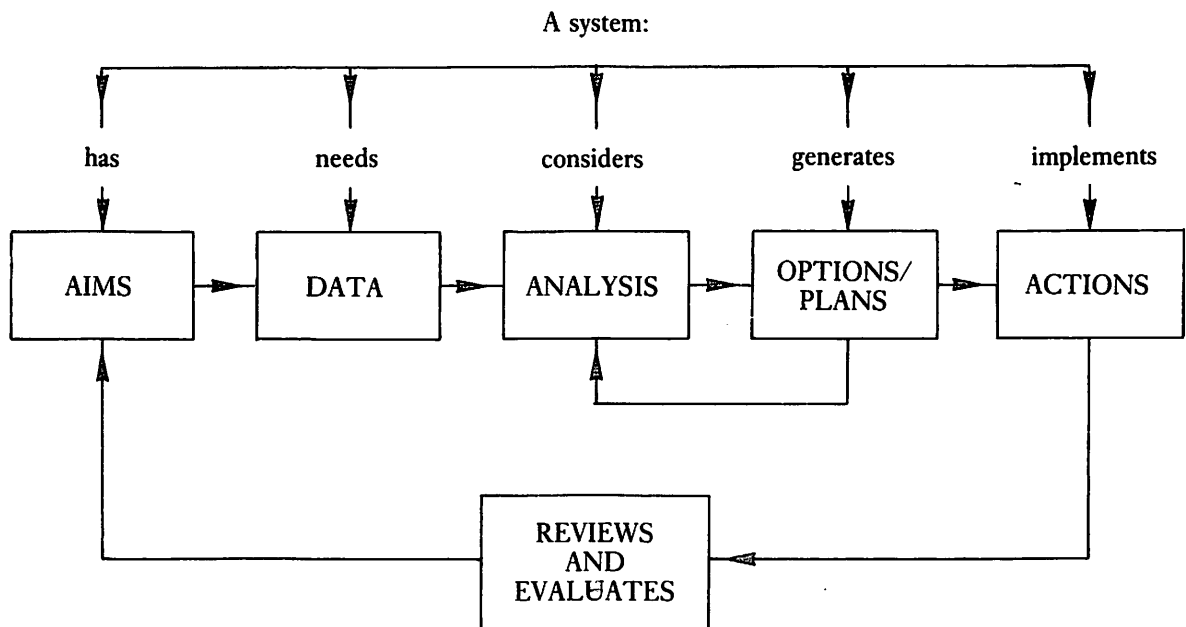 A system:
has needs considers generates implements
AIMS DATA ANALYSIS OPTIONS/
PLANS ACTIONS
REVIEWS
AND
EVALUATES